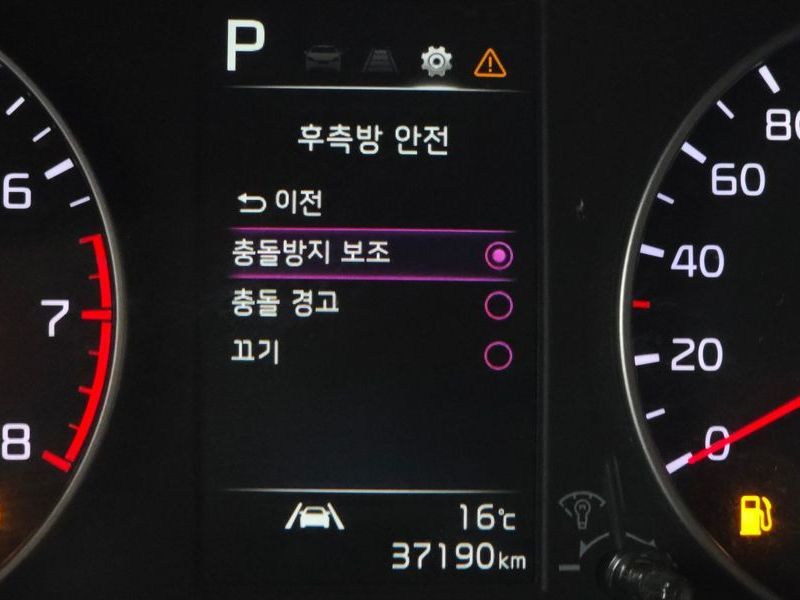 P
후측방 안전
이전
충돌방지 보조
충돌 경고
끄기
16℃
37190km
6
7
8
80
60
40
20
0